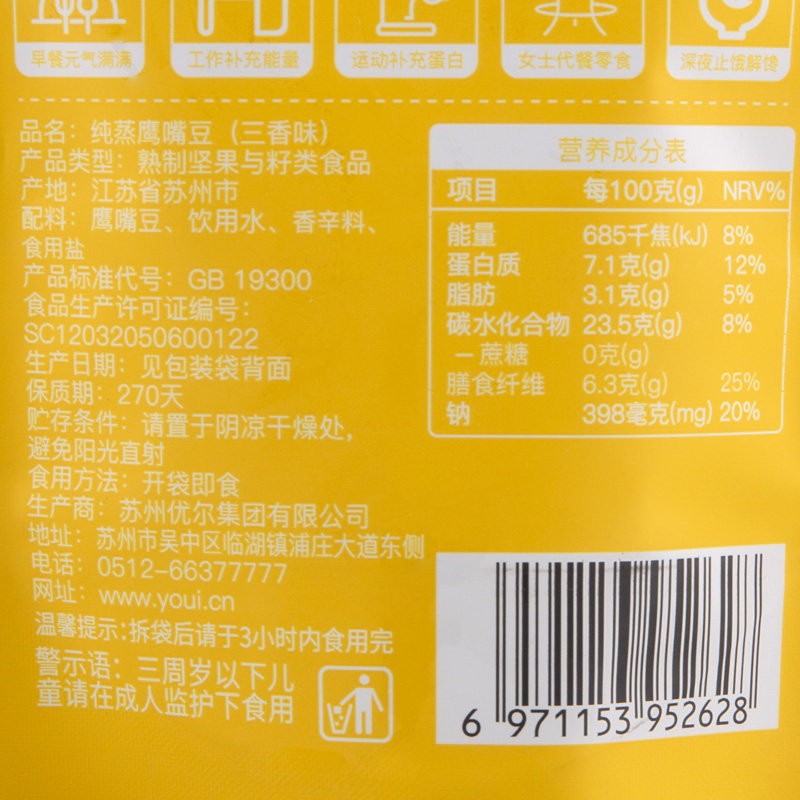 早餐元气满满 工作补充能量 运动补充蛋白 女士代餐零食 深夜止饿解馋
品名：纯蒸鹰嘴豆（三香味）
产品类型：熟制坚果与籽类食品
产地：江苏省苏州市
配料：鹰嘴豆、饮用水、香辛料、
食用盐
产品标准代号：GB 19300
食品生产许可证编号：
SC12032050600122
生产日期：见包装袋背面
保质期：270天
贮存条件：请置于阴凉干燥处，
避免阳光直射
食用方法：开袋即食
生产商：苏州优尔集团有限公司
地址：苏州市吴中区临湖镇浦庄大道东侧
电话：0512-66377777
网址：www.youi.cn
温馨提示：拆袋后请于3小时内食用完
警示语：三周岁以下儿
童请在成人监护下食用
营养成分表
项目 每100克(g) NRV%
能量 685千焦(kJ) 8%
蛋白质 7.1克(g) 12%
脂肪 3.1克(g) 5%
碳水化合物 23.5克(g) 8%
－蔗糖 0克(g)
膳食纤维 6.3克(g) 25%
钠 398毫克(mg) 20%
6 971153 952628